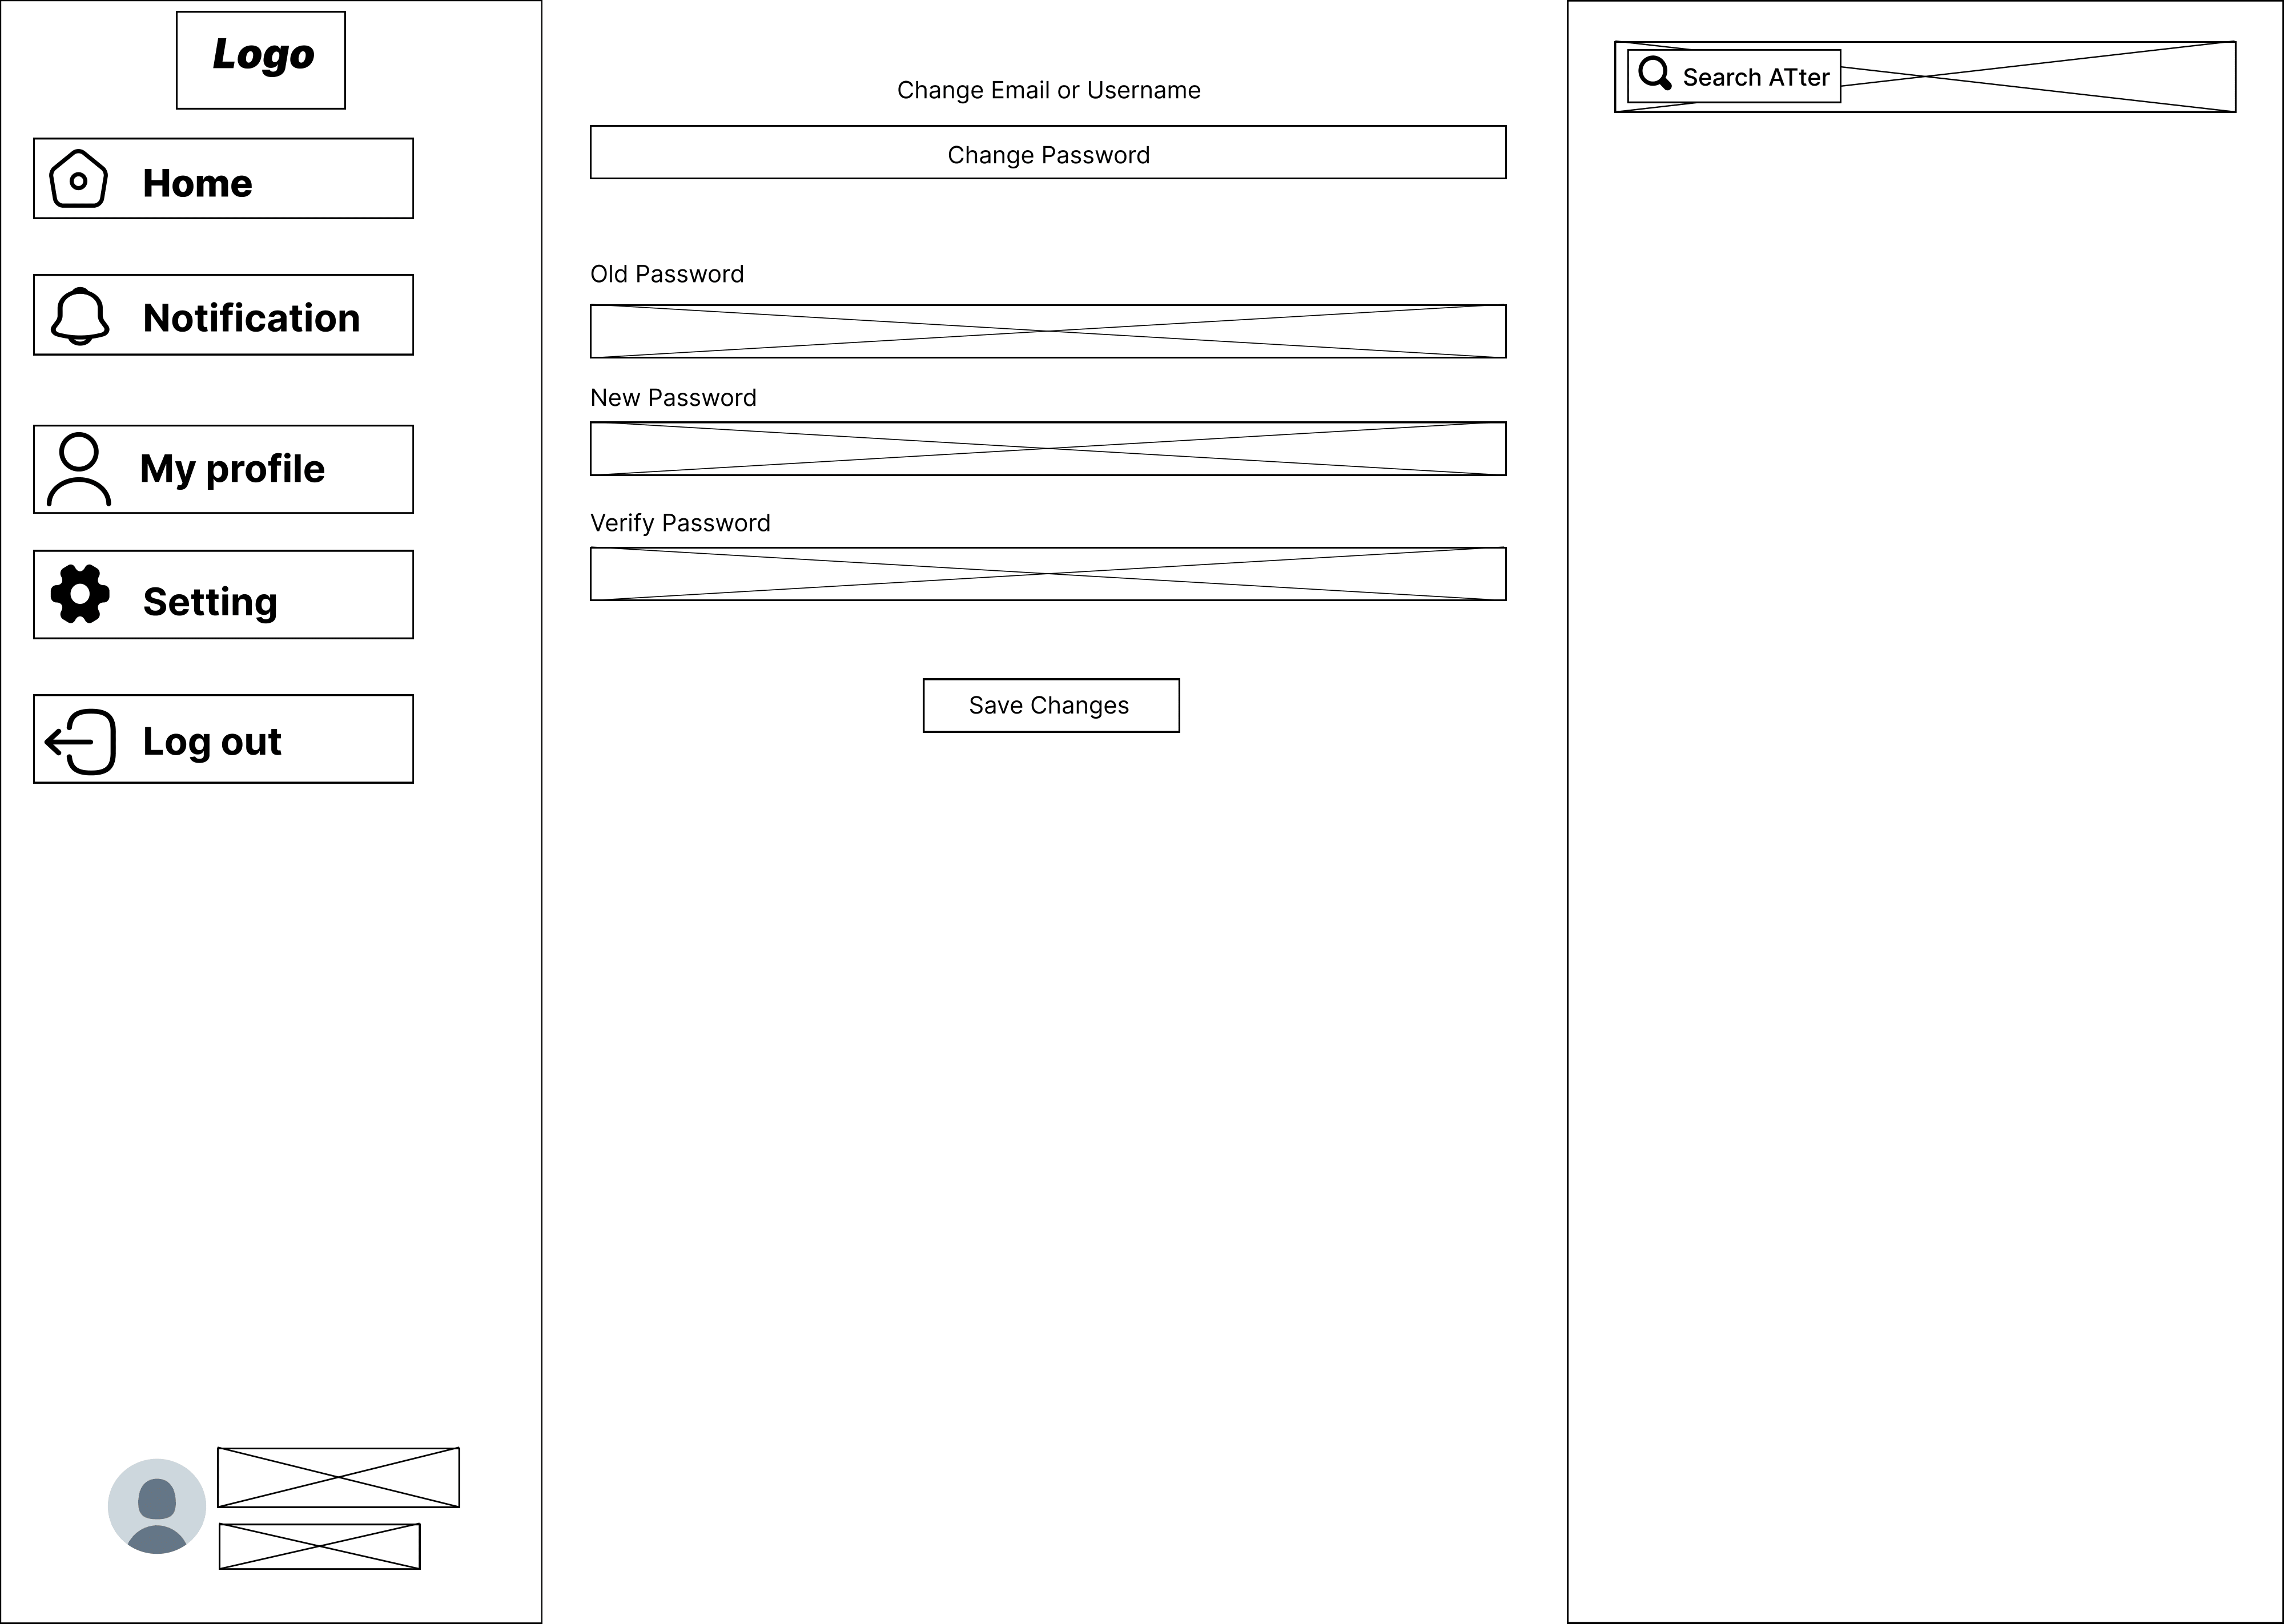 Logo
Home
Notification
My profile
Setting
Log out
Change Email or Username
Change Password
Old Password
New Password
Verify Password
Save Changes
Search ATter